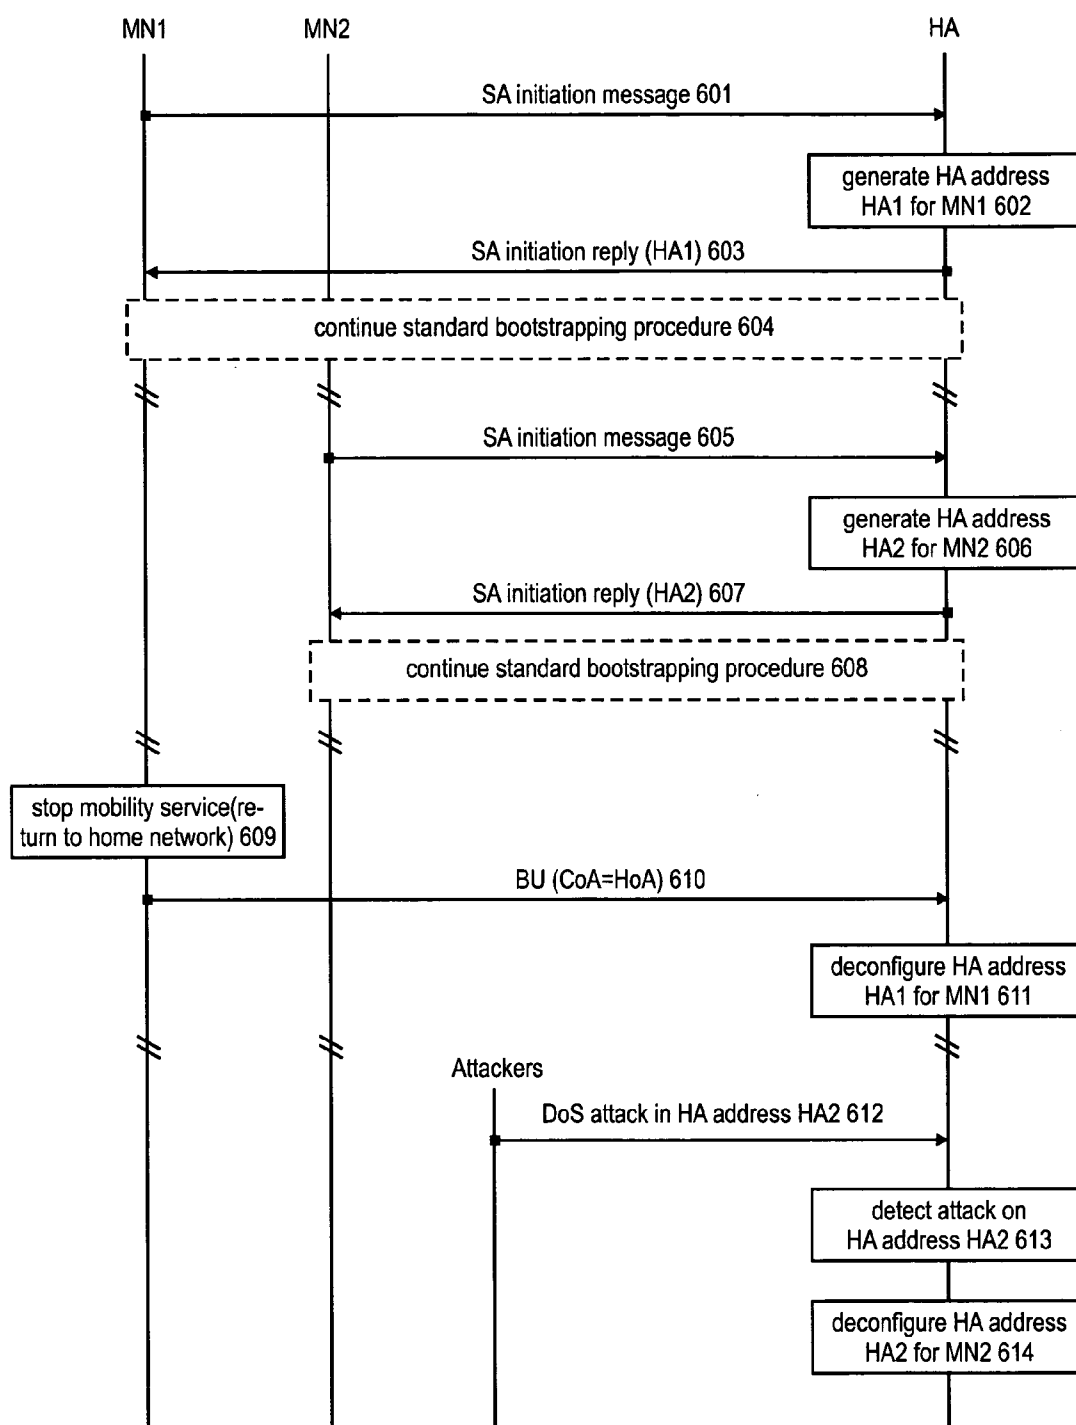 MN1 MN2 HA
SA initiation message 601
generate HA address
HA1 for MN1 602
SA initiation reply (HA1) 603
continue standard bootstrapping procedure 604
SA initiation message 605
generate HA address
HA2 for MN2 606
SA initiation reply (HA2) 607
continue standard bootstrapping procedure 608
stop mobility service(re-
turn to home network) 609
BU (CoA=HoA) 610
deconfigure HA address
HA1 for MN1 611
Attackers
DoS attack in HA address HA2 612
detect attack on
HA address HA2 613
deconfigure HA address
HA2 for MN2 614